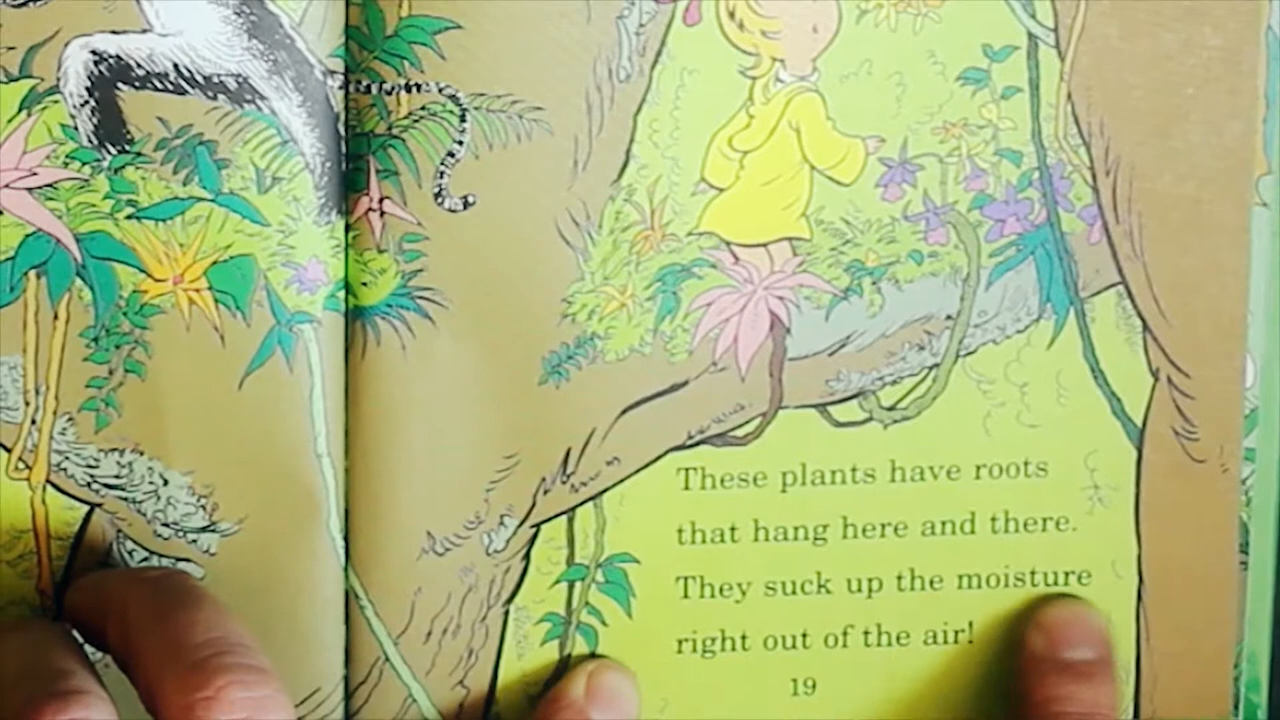 These plants have roots
that hang here and there.
They suck up the moisture
right out of the air!
19